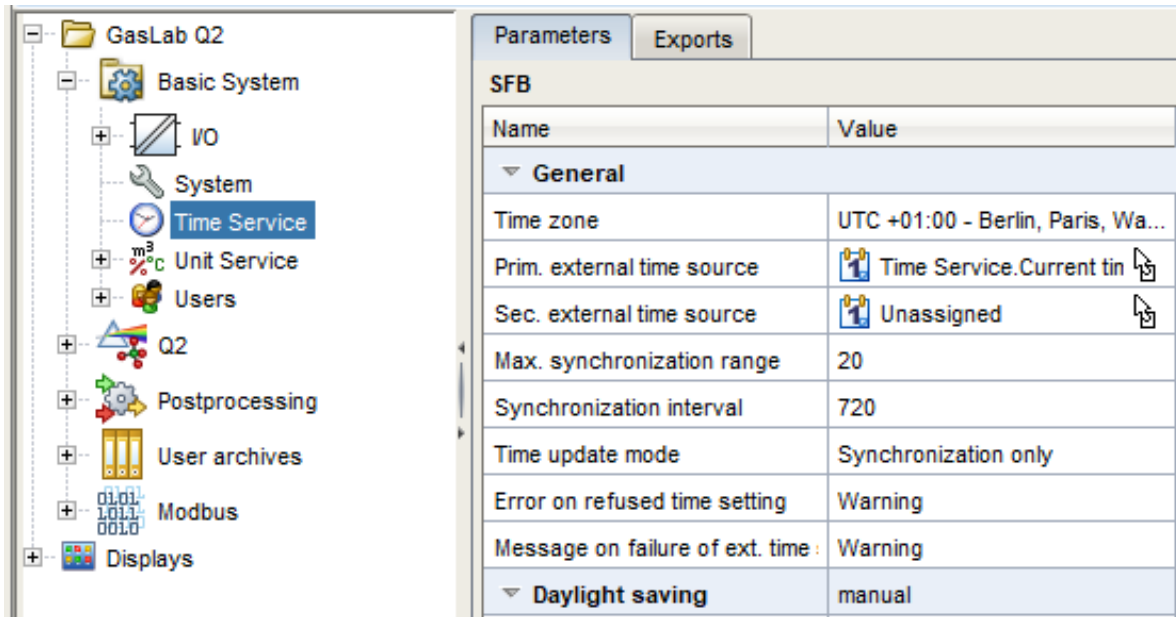 GasLab Q2
Basic System
I/O
System
Time Service
Unit Service
Users
Q2
Postprocessing
User archives
Modbus
Displays
Parameters Exports
SFB
Name Value
General
Time zone UTC +01:00 - Berlin, Paris, Wa...
Prim. external time source Time Service.Current tin
Sec. external time source Unassigned
Max. synchronization range 20
Synchronization interval 720
Time update mode Synchronization only
Error on refused time setting Warning
Message on failure of ext. time Warning
Daylight saving manual